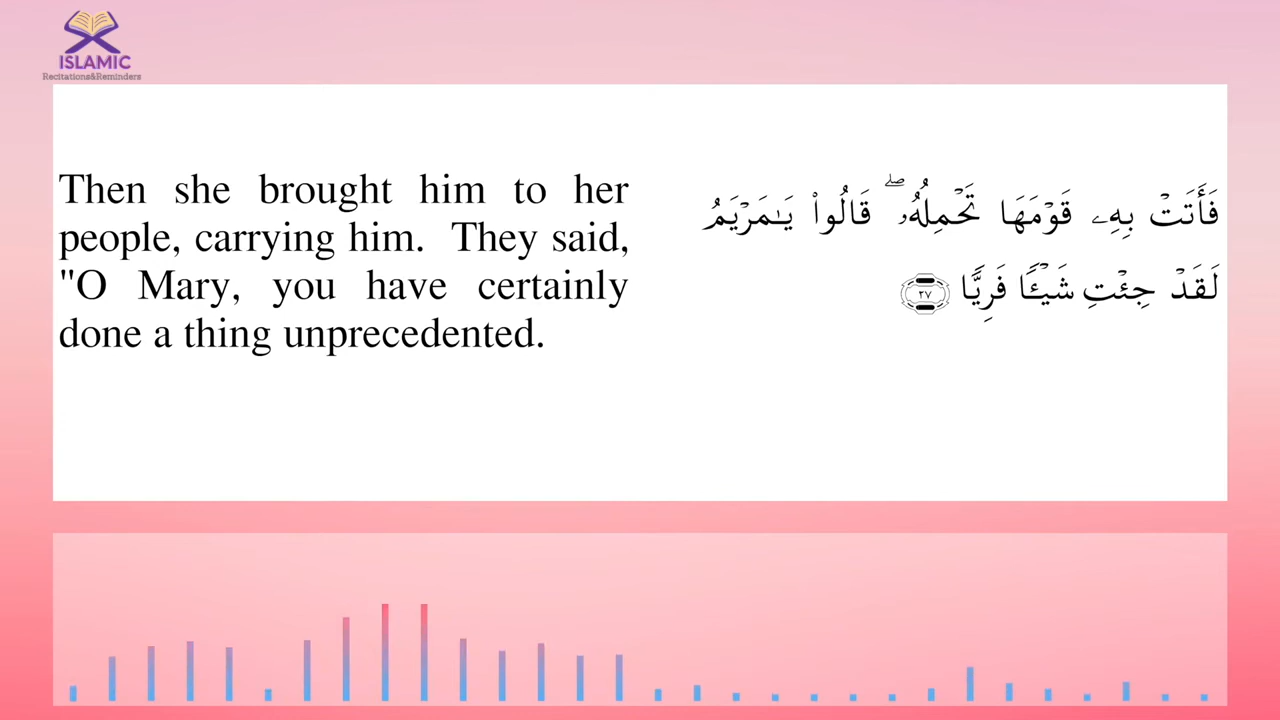 ISLAMIC
Recitations&Reminders
Then she brought him to her
people, carrying him.  They said,
"O Mary, you have certainly
done a thing unprecedented.
فَأَتَتْ بِهِۦ قَوْمَهَا تَحْمِلُهُۥ ۖ قَالُوا۟ يَـٰمَرْيَمُ
لَقَدْ جِئْتِ شَيْـًٔا فَرِيًّا ٢٧